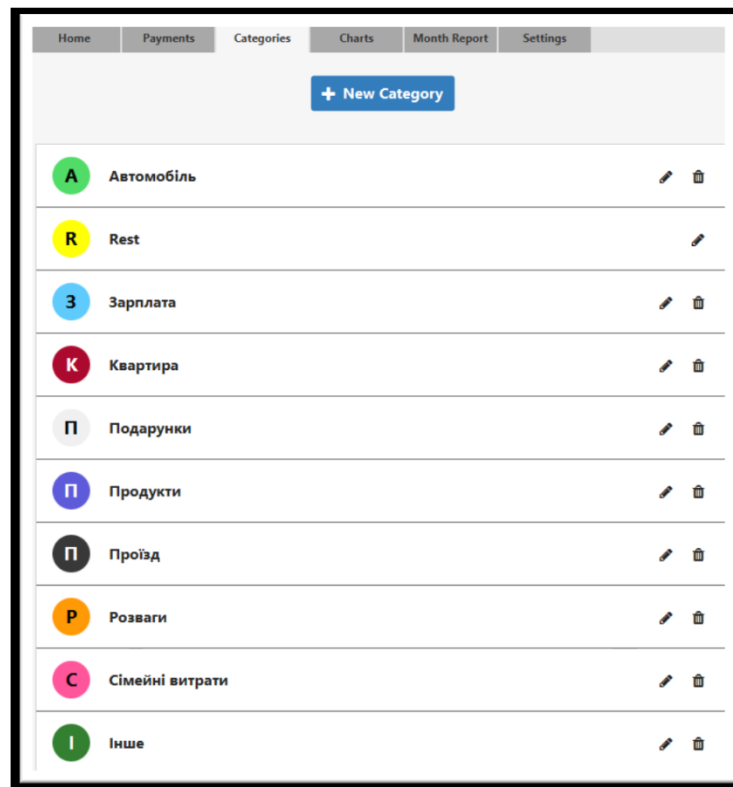 Home Payments Categories Charts Month Report Settings
+ New Category
А Автомобіль
R Rest
З Зарплата
К Квартира
П Подарунки
П Продукти
П Проїзд
Р Розваги
С Сімейні витрати
І Інше